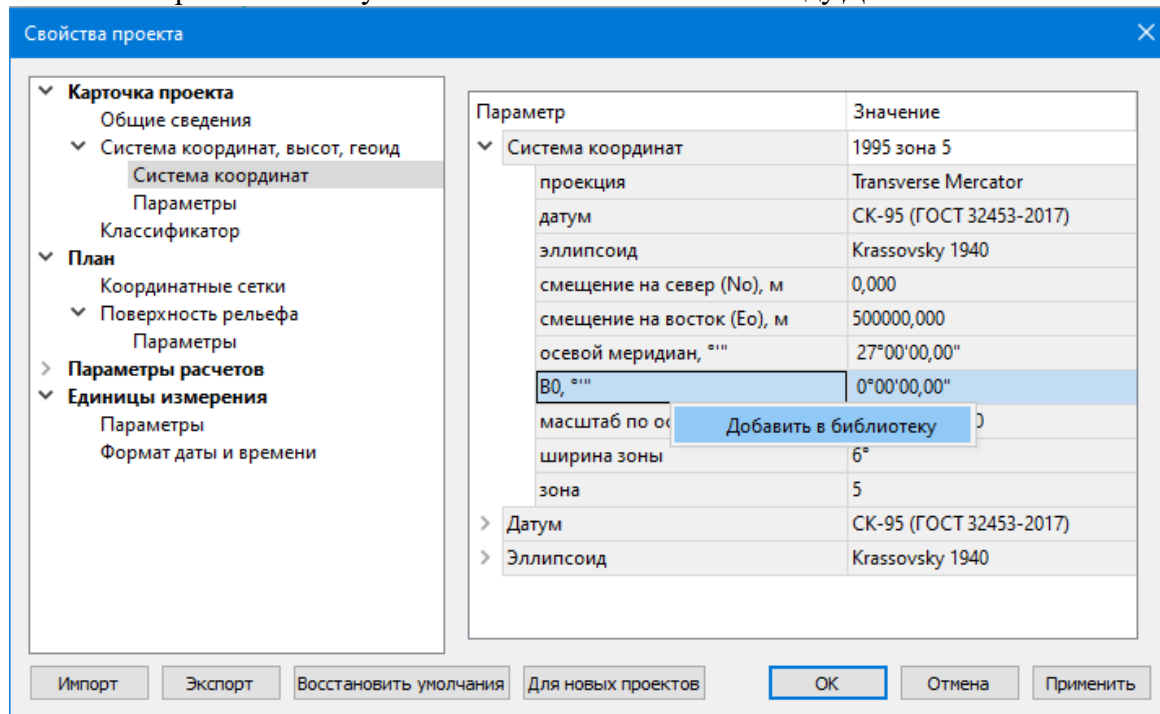 Свойства проекта
Карточка проекта
Общие сведения
Система координат, высот, геоид
Система координат
Параметры
Классификатор
План
Координатные сетки
Поверхность рельефа
Параметры
Параметры расчетов
Единицы измерения
Параметры
Формат даты и времени
Параметр Значение
Система координат 1995 зона 5
проекция Transverse Mercator
датум СК-95 (ГОСТ 32453-2017)
эллипсоид Krassovsky 1940
смещение на север (No), м 0,000
смещение на восток (Eo), м 500000,000
осевой меридиан, °'" 27°00'00,00"
B0, °'" 0°00'00,00"
масштаб по
Добавить в библиотеку
ширина зоны 6°
зона 5
Датум СК-95 (ГОСТ 32453-2017)
Эллипсоид Krassovsky 1940
Импорт Экспорт Восстановить умолчания Для новых проектов OK Отмена Применить